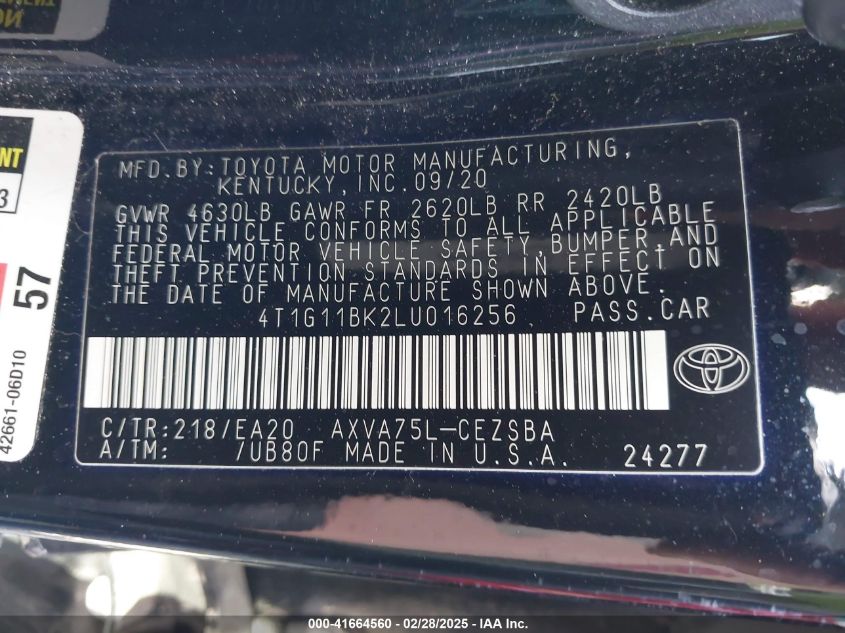 MFD.BY:TOYOTA MOTOR MANUFACTURING,
KENTUCKY,INC.09/20
GVWR 4630LB GAWR FR 2620LB RR 2420LB
THIS VEHICLE CONFORMS TO ALL APPLICABLE
FEDERAL MOTOR VEHICLE SAFETY,BUMPER,AND
THEFT PREVENTION STANDARDS IN EFFECT ON
THE DATE OF MANUFACTURE SHOWN ABOVE.
4T1G11BK2LU016256 PASS.CAR
C/TR:218/EA20 AXVA75L-CEZSBA
A/TM: /UB80F MADE IN U.S.A. 24277
57
42661-06D10
000-41664560 - 02/28/2025 - IAA Inc.